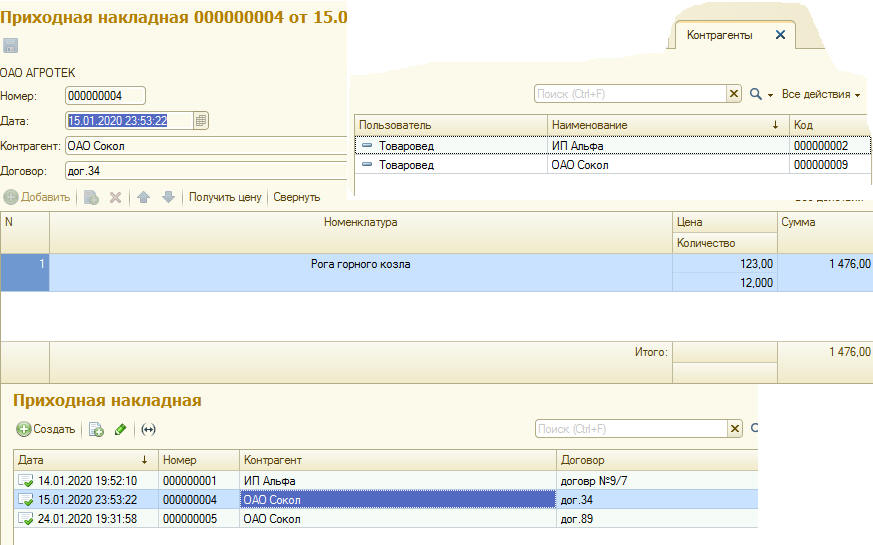 Приходная накладная 000000004 от 15.0
Контрагенты
ОАО АГРОТЕК
Номер: 000000004
Поиск (Ctrl+F) Все действия
Дата: 15.01.2020 23:53:22
Пользователь Наименование Код
Контрагент: ОАО Сокол
Товаровед ИП Альфа 000000002
Договор: дог.34
Товаровед ОАО Сокол 000000009
Добавить Получить цену Свернуть
N Номенклатура Цена Сумма
Количество
1 Рога горного козла 123,00 1 476,00
12,000
Итого: 1 476,00
Приходная накладная
Создать Поиск (Ctrl+F)
Дата Номер Контрагент Договор
14.01.2020 19:52:10 000000001 ИП Альфа договр №9/7
15.01.2020 23:53:22 000000004 ОАО Сокол дог.34
24.01.2020 19:31:58 000000005 ОАО Сокол дог.89